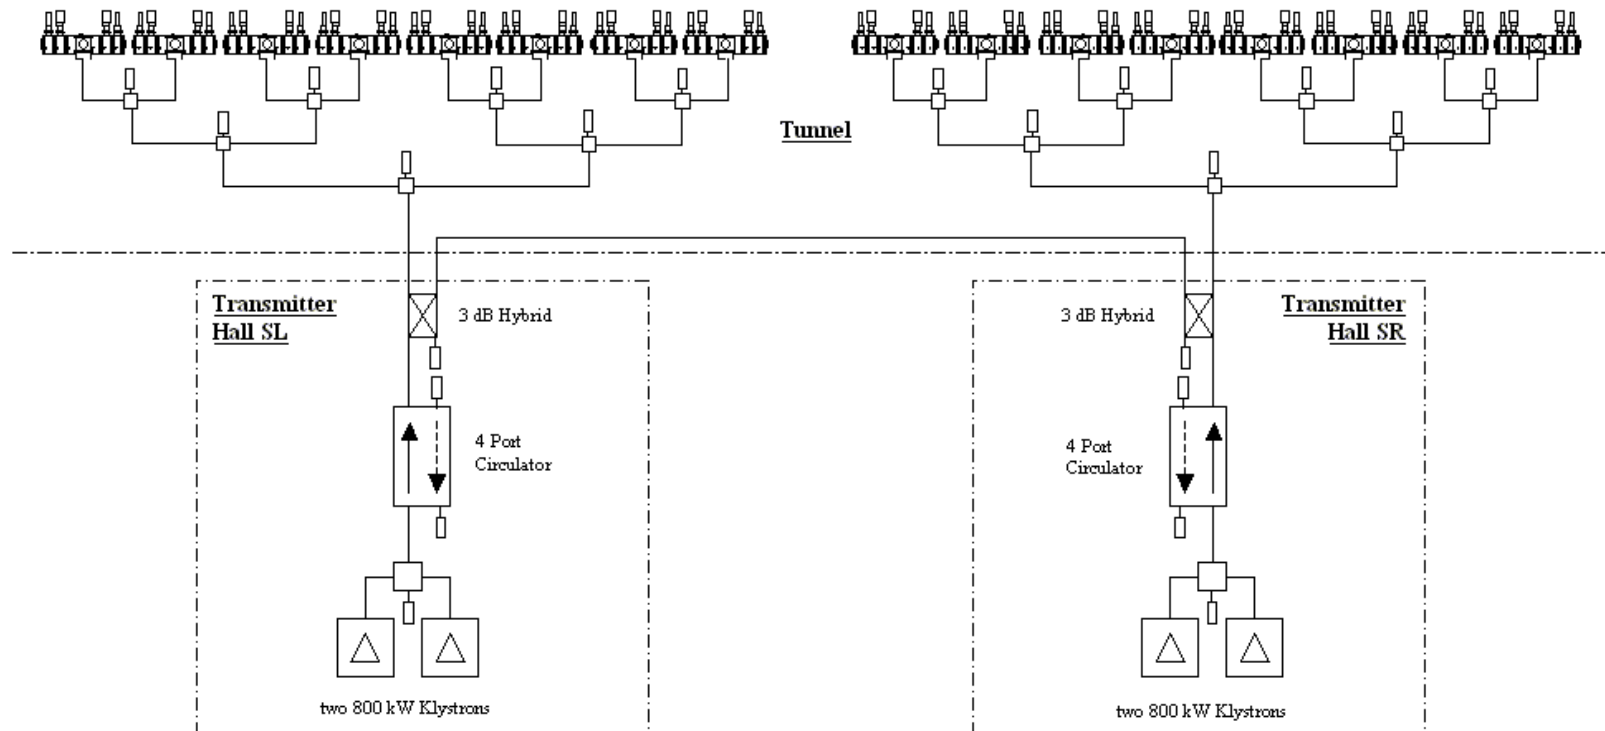 Tunnel
Transmitter
Hall SL
3 dB Hybrid
3 dB Hybrid
Transmitter
Hall SR
4 Port
Circulator
4 Port
Circulator
two 800 kW Klystrons
two 800 kW Klystrons